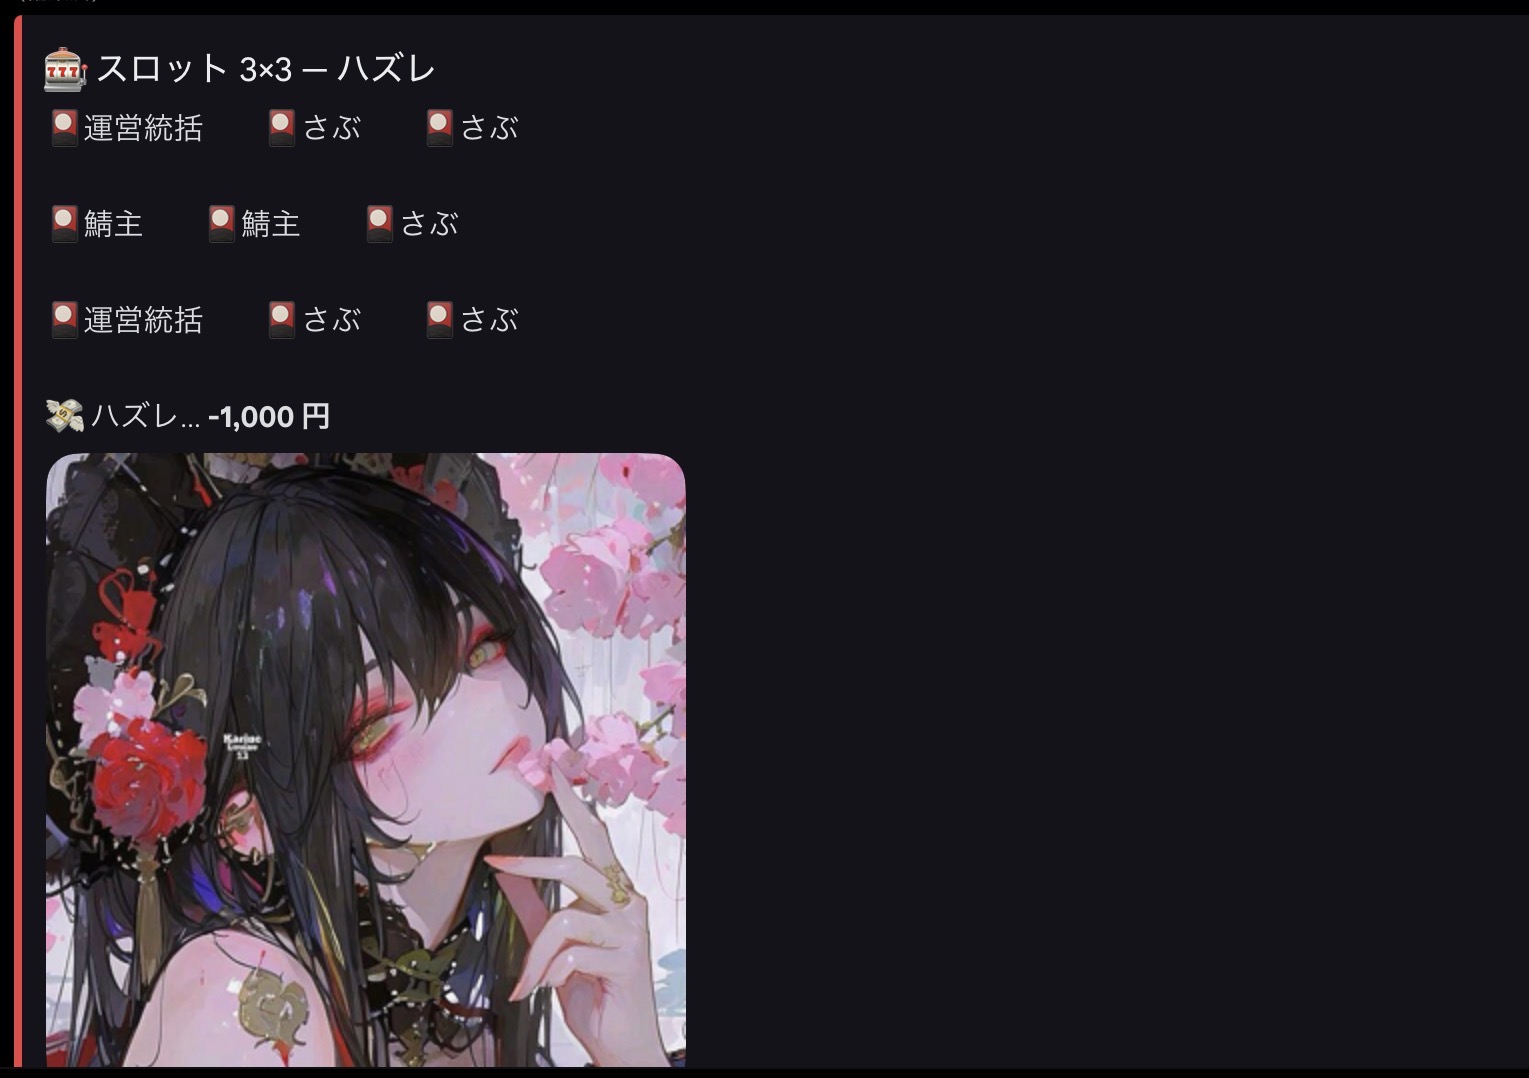 スロット 3×3 — ハズレ
運営統括 さぶ さぶ
鯖主 鯖主 さぶ
運営統括 さぶ さぶ
ハズレ... -1,000 円